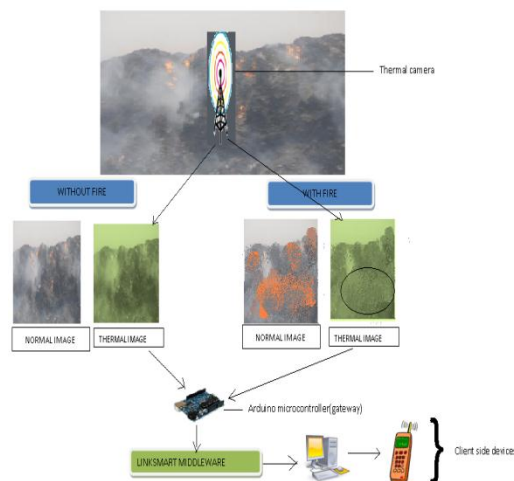 Thermal camera
WITHOUT FIRE
WITH FIRE
NORMAL IMAGE
THERMAL IMAGE
NORMAL IMAGE
THERMAL IMAGE
Arduino microcontroller(gateway)
LINKSMART MIDDLEWARE
Client side devices